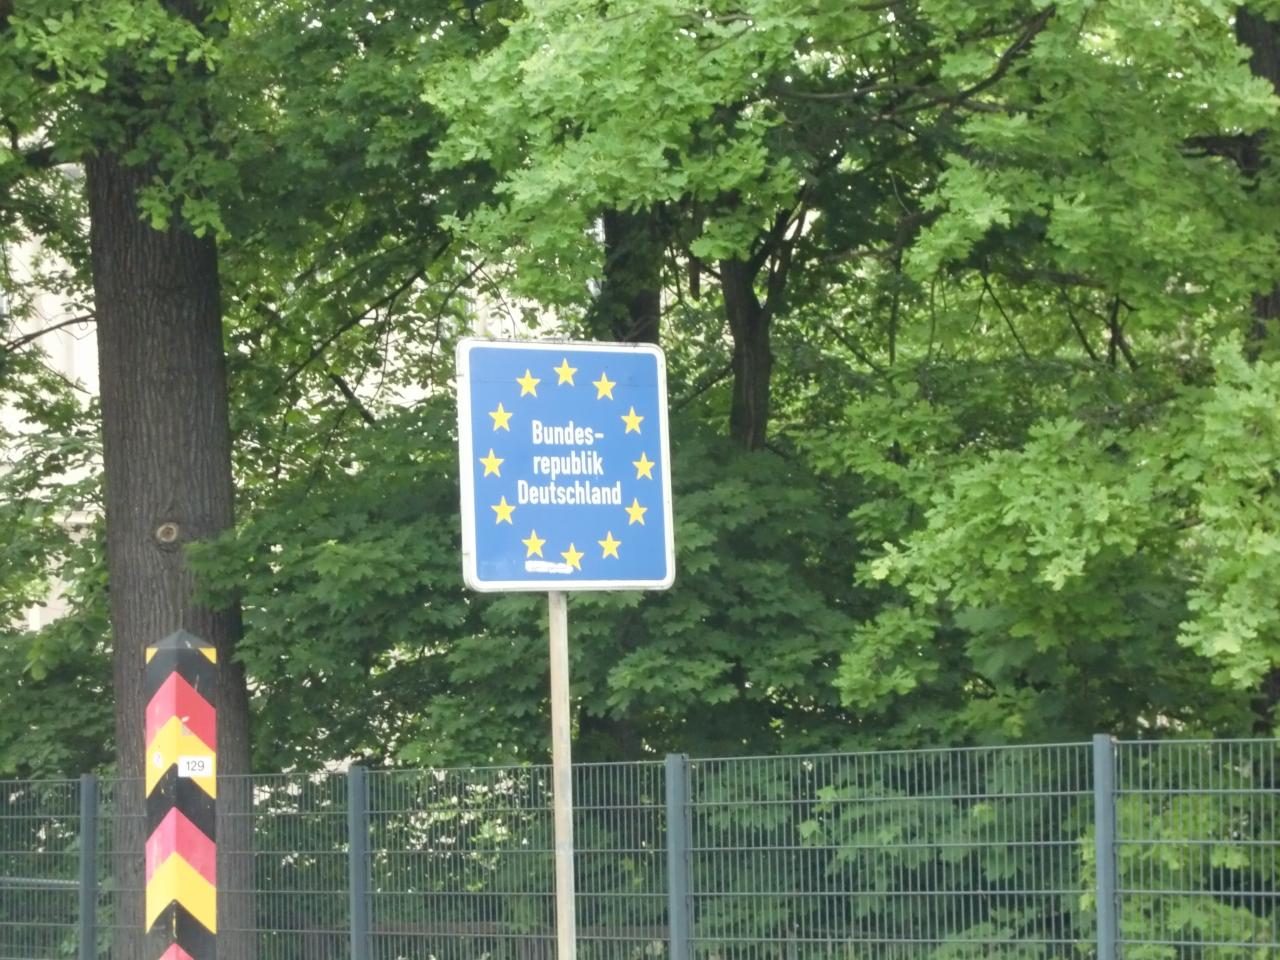 Bundes-
republik
Deutschland
129